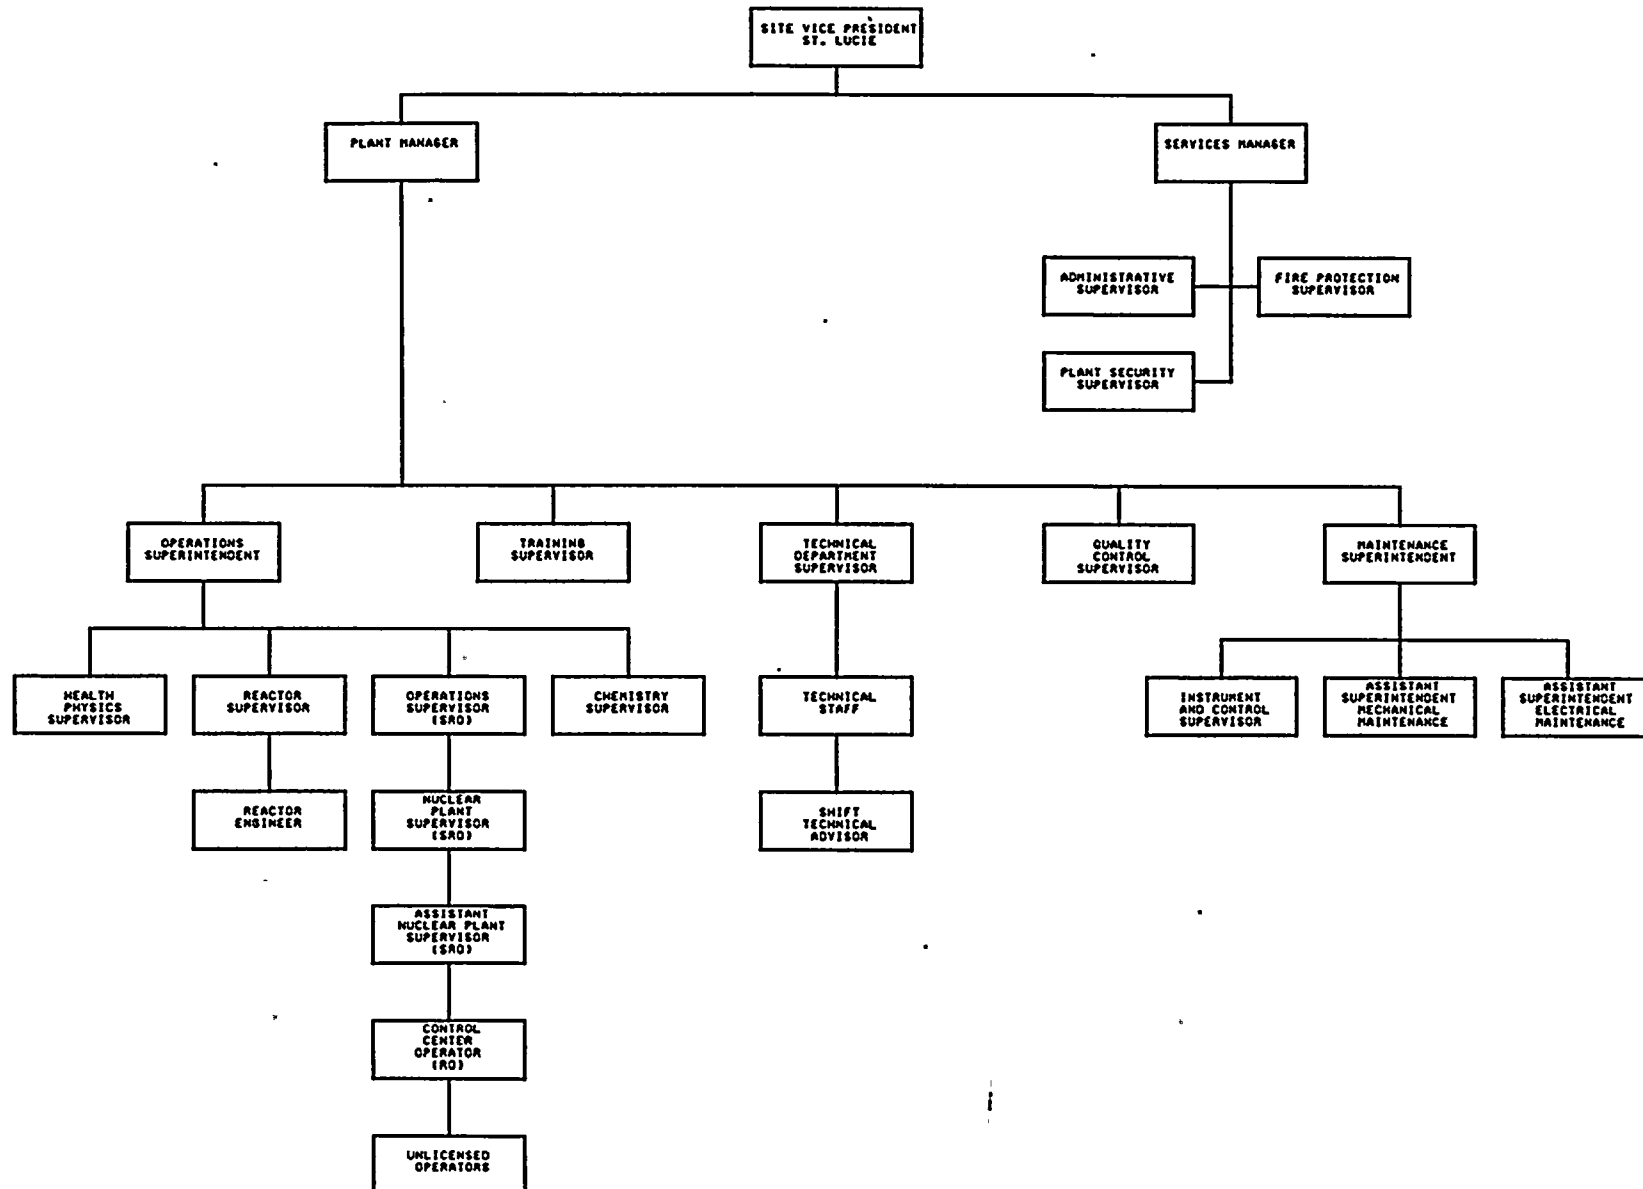 SITE VICE PRESIDENT
ST. LUCIE
PLANT MANAGER
SERVICES MANAGER
ADMINISTRATIVE
SUPERVISOR
FIRE PROTECTION
SUPERVISOR
PLANT SECURITY
SUPERVISOR
OPERATIONS
SUPERINTENDENT
TRAINING
SUPERVISOR
TECHNICAL
DEPARTMENT
SUPERVISOR
QUALITY
CONTROL
SUPERVISOR
MAINTENANCE
SUPERINTENDENT
HEALTH
PHYSICS
SUPERVISOR
REACTOR
SUPERVISOR
OPERATIONS
SUPERVISOR
(SRO)
CHEMISTRY
SUPERVISOR
TECHNICAL
STAFF
INSTRUMENT
AND CONTROL
SUPERVISOR
ASSISTANT
SUPERINTENDENT
MECHANICAL
MAINTENANCE
ASSISTANT
SUPERINTENDENT
ELECTRICAL
MAINTENANCE
REACTOR
ENGINEER
NUCLEAR
PLANT
SUPERVISOR
(SRO)
SHIFT
TECHNICAL
ADVISOR
ASSISTANT
NUCLEAR PLANT
SUPERVISOR
(SRO)
CONTROL
CENTER
OPERATOR
(RO)
UNLICENSED
OPERATORS